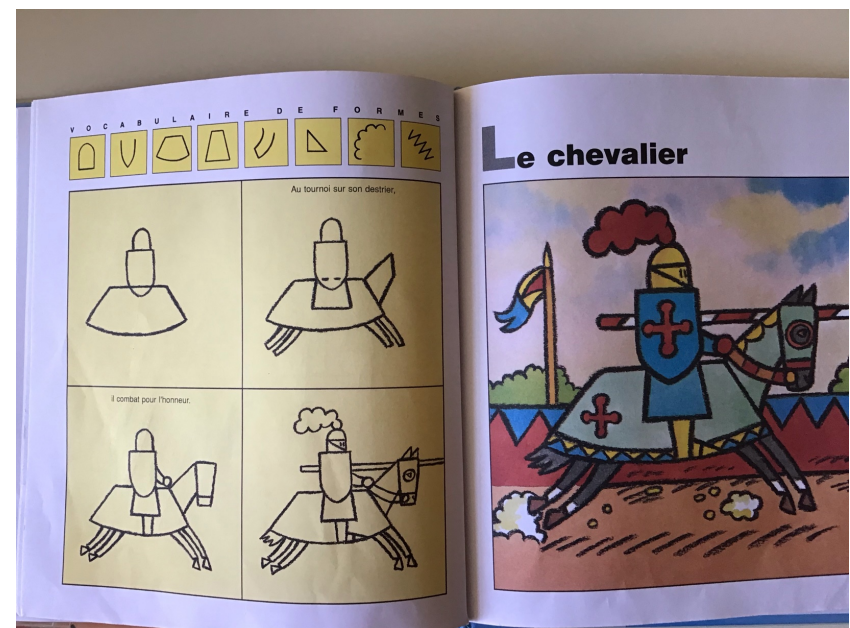 VOCABULAIRE DE FORMES
Au tournoi sur son destrier,
il combat pour l'honneur.
Le chevalier